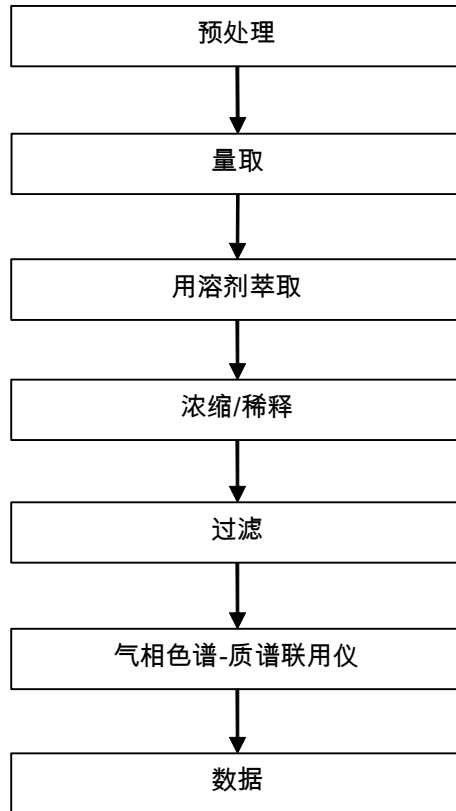 预处理
量取
用溶剂萃取
浓缩/稀释
过滤
气相色谱-质谱联用仪
数据